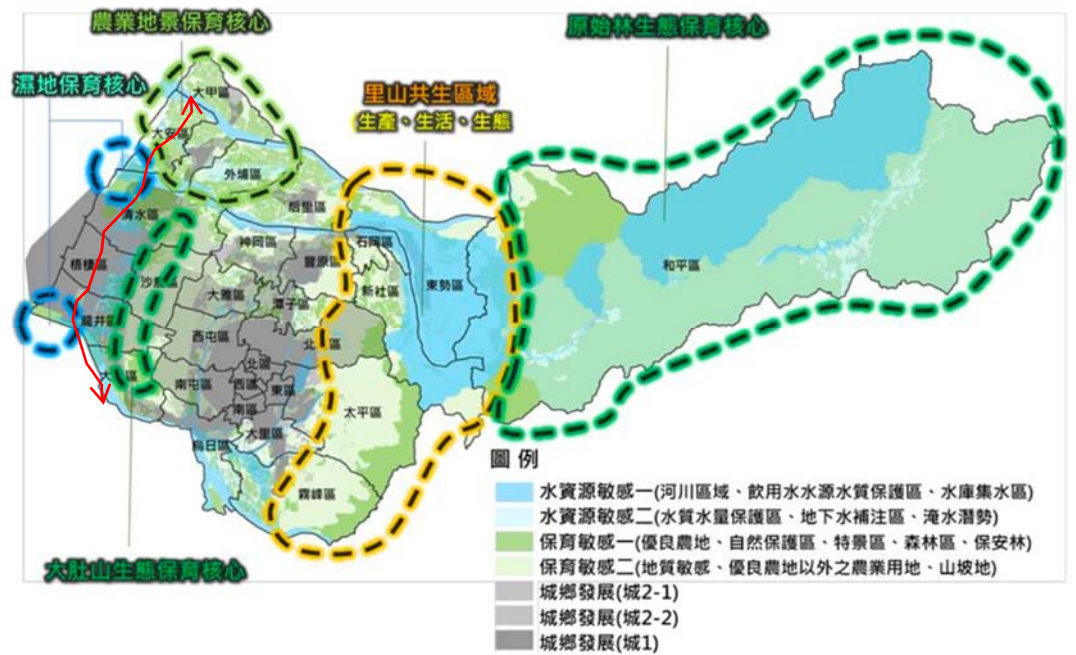 農業地景保育核心
原始林生態保育核心
濕地保育核心
里山共生區域
(生產、生活、生態
大甲區
大安區
外埔區
后里區
清水區
神岡區
石岡區
豐原區
東勢區
和平區
梧棲區
沙鹿區
新社區
大雅區
潭子區
龍井區
西屯區
北屯區
北區
南屯區
西區
東區
南區
太平區
大里區
烏日區
霧峰區
大肚山生態保育核心
圖例
水資源敏感一(河川區域、飲用水水源水質保護區、水庫集水區)
水資源敏感二(水質水量保護區、地下水補注區、淹水潛勢)
保育敏感一(優良農地、自然保護區、特景區、森林區、保安林)
保育敏感二(地質敏感、優良農地以外之農業用地、山坡地)
城鄉發展(城2-1)
城鄉發展(城2-2)
城鄉發展(城1)